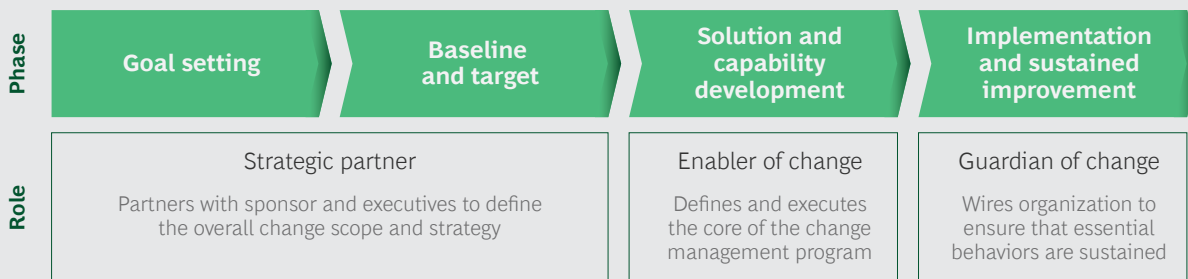 Phase
Goal setting
Baseline
and target
Solution and
capability
development
Implementation
and sustained
improvement
Role
Strategic partner
Partners with sponsor and executives to define
the overall change scope and strategy
Enabler of change
Defines and executes
the core of the change
management program
Guardian of change
Wires organization to
ensure that essential
behaviors are sustained